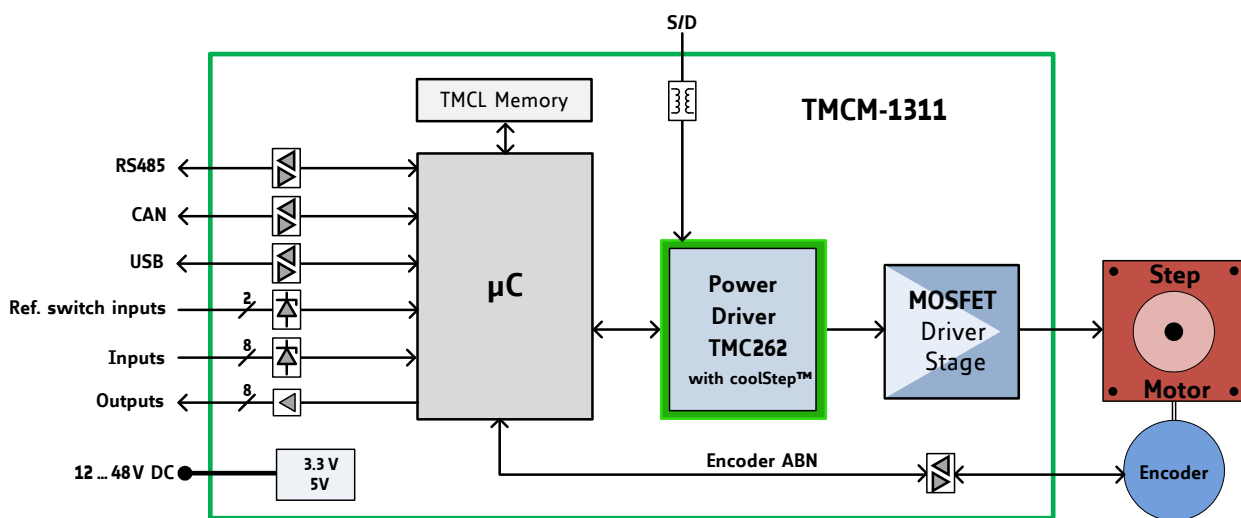 S/D
TMCM-1311
TMCL Memory
RS485
CAN
USB
Ref. switch inputs
2
Inputs
8
Outputs
8
12 ... 48V DC
3.3 V
5V
µC
Power
Driver
TMC262
with coolStep™
MOSFET
Driver
Stage
Step
Motor
Encoder ABN
Encoder